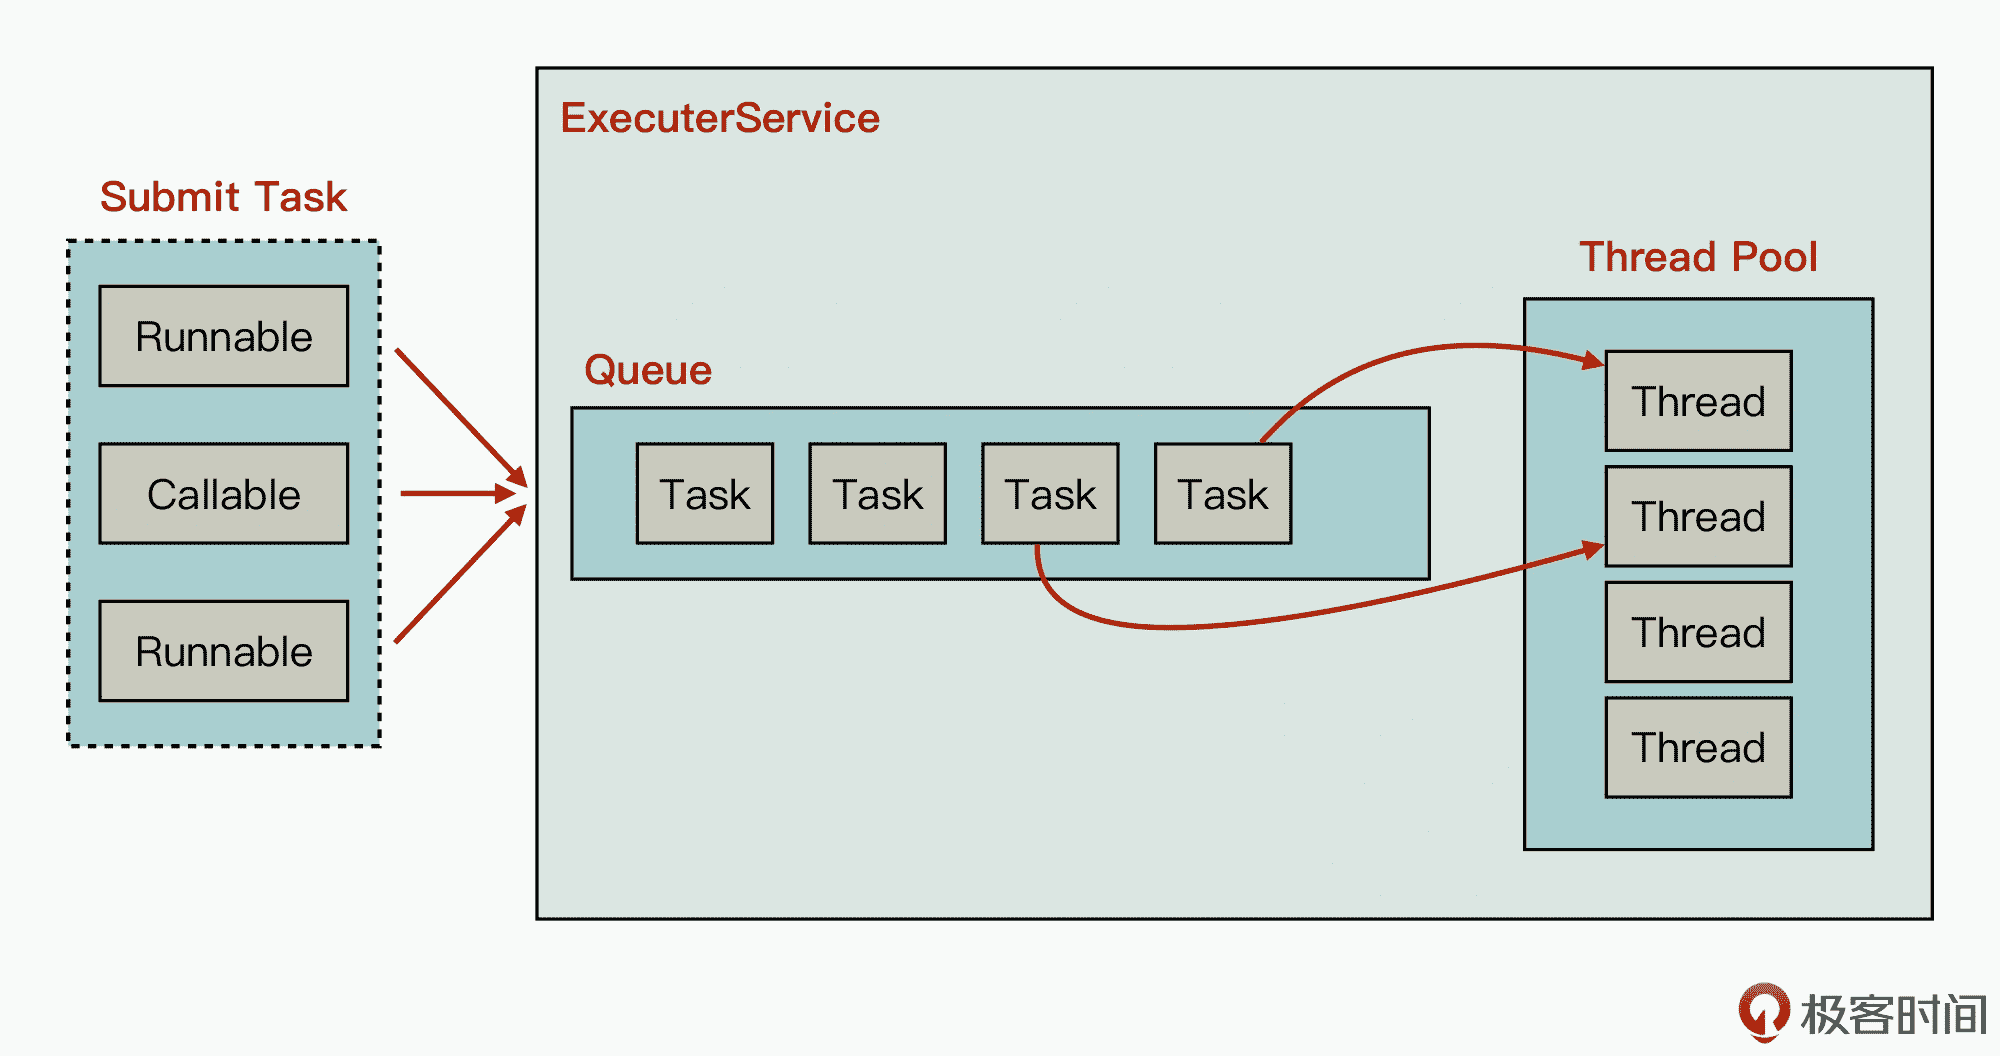 ExecuterService
Submit Task
Runnable
Callable
Runnable
Queue
Task
Task
Task
Task
Thread Pool
Thread
Thread
Thread
Thread
极客时间